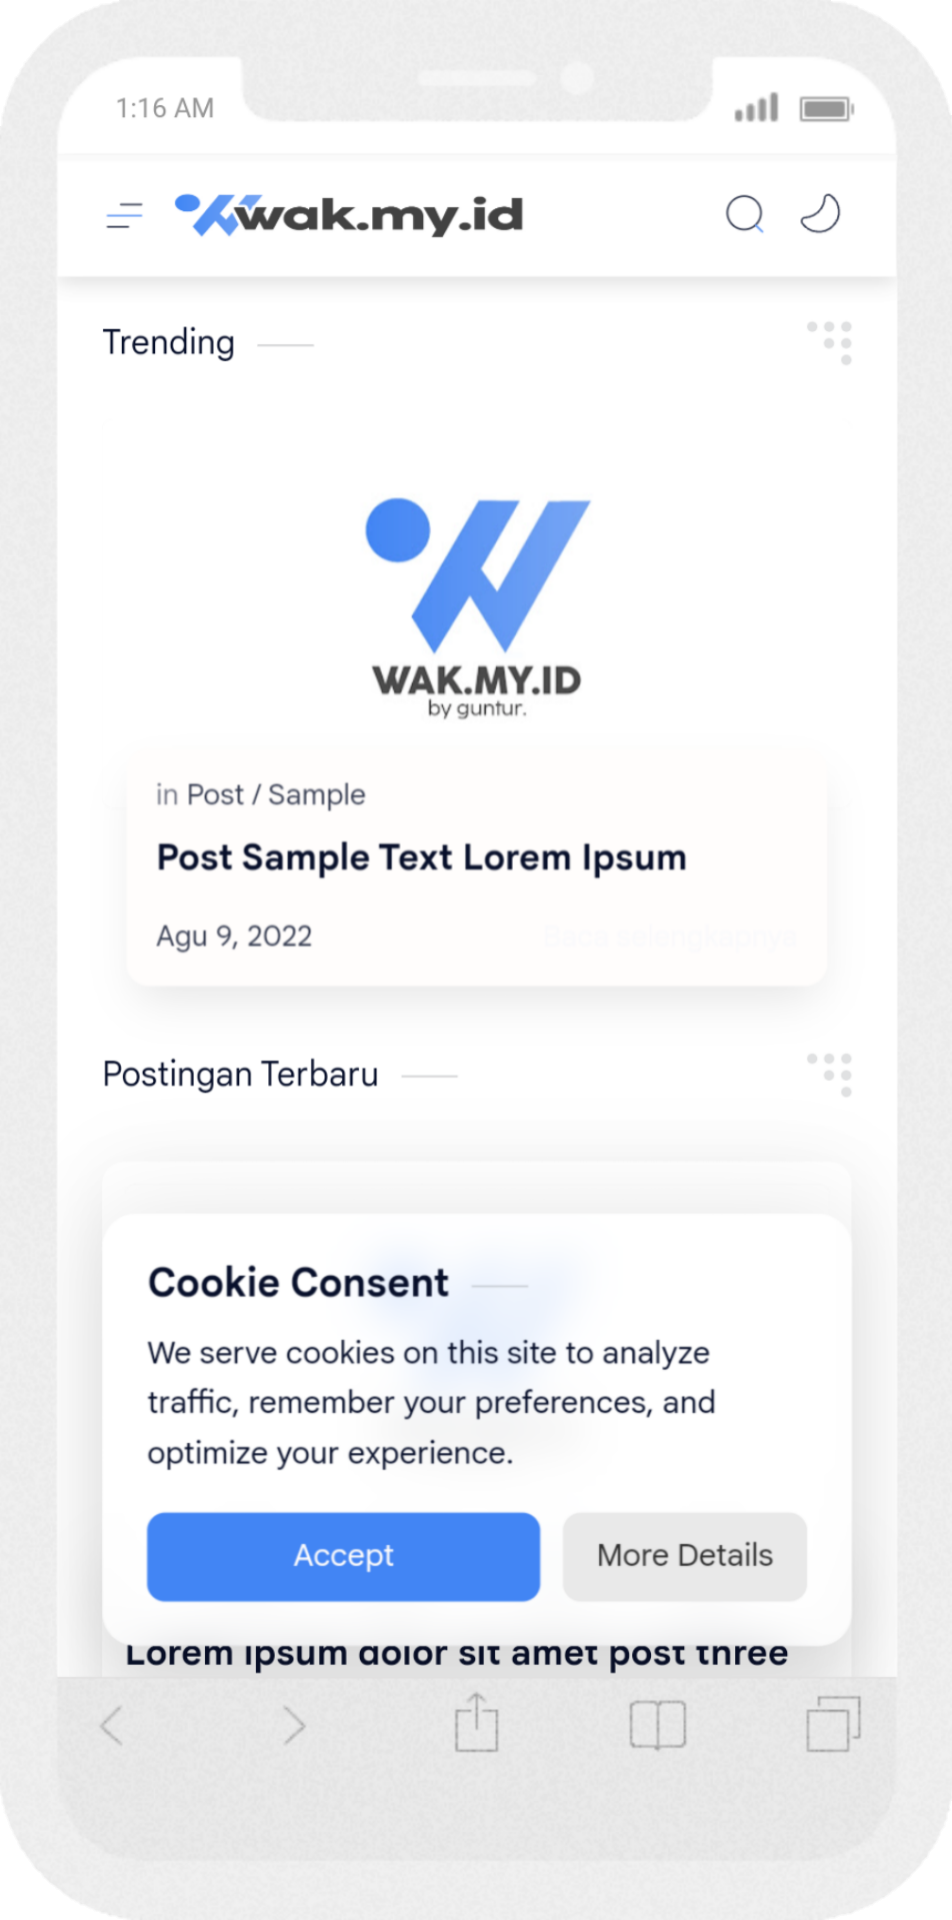 1:16 AM
wak.my.id
Trending
WAK.MY.ID
by guntur.
in Post / Sample
Post Sample Text Lorem Ipsum
Agu 9, 2022
Baca selengkapnya
Postingan Terbaru
Cookie Consent
We serve cookies on this site to analyze
traffic, remember your preferences, and
optimize your experience.
Accept
More Details
Lorem ipsum dolor sit amet post three